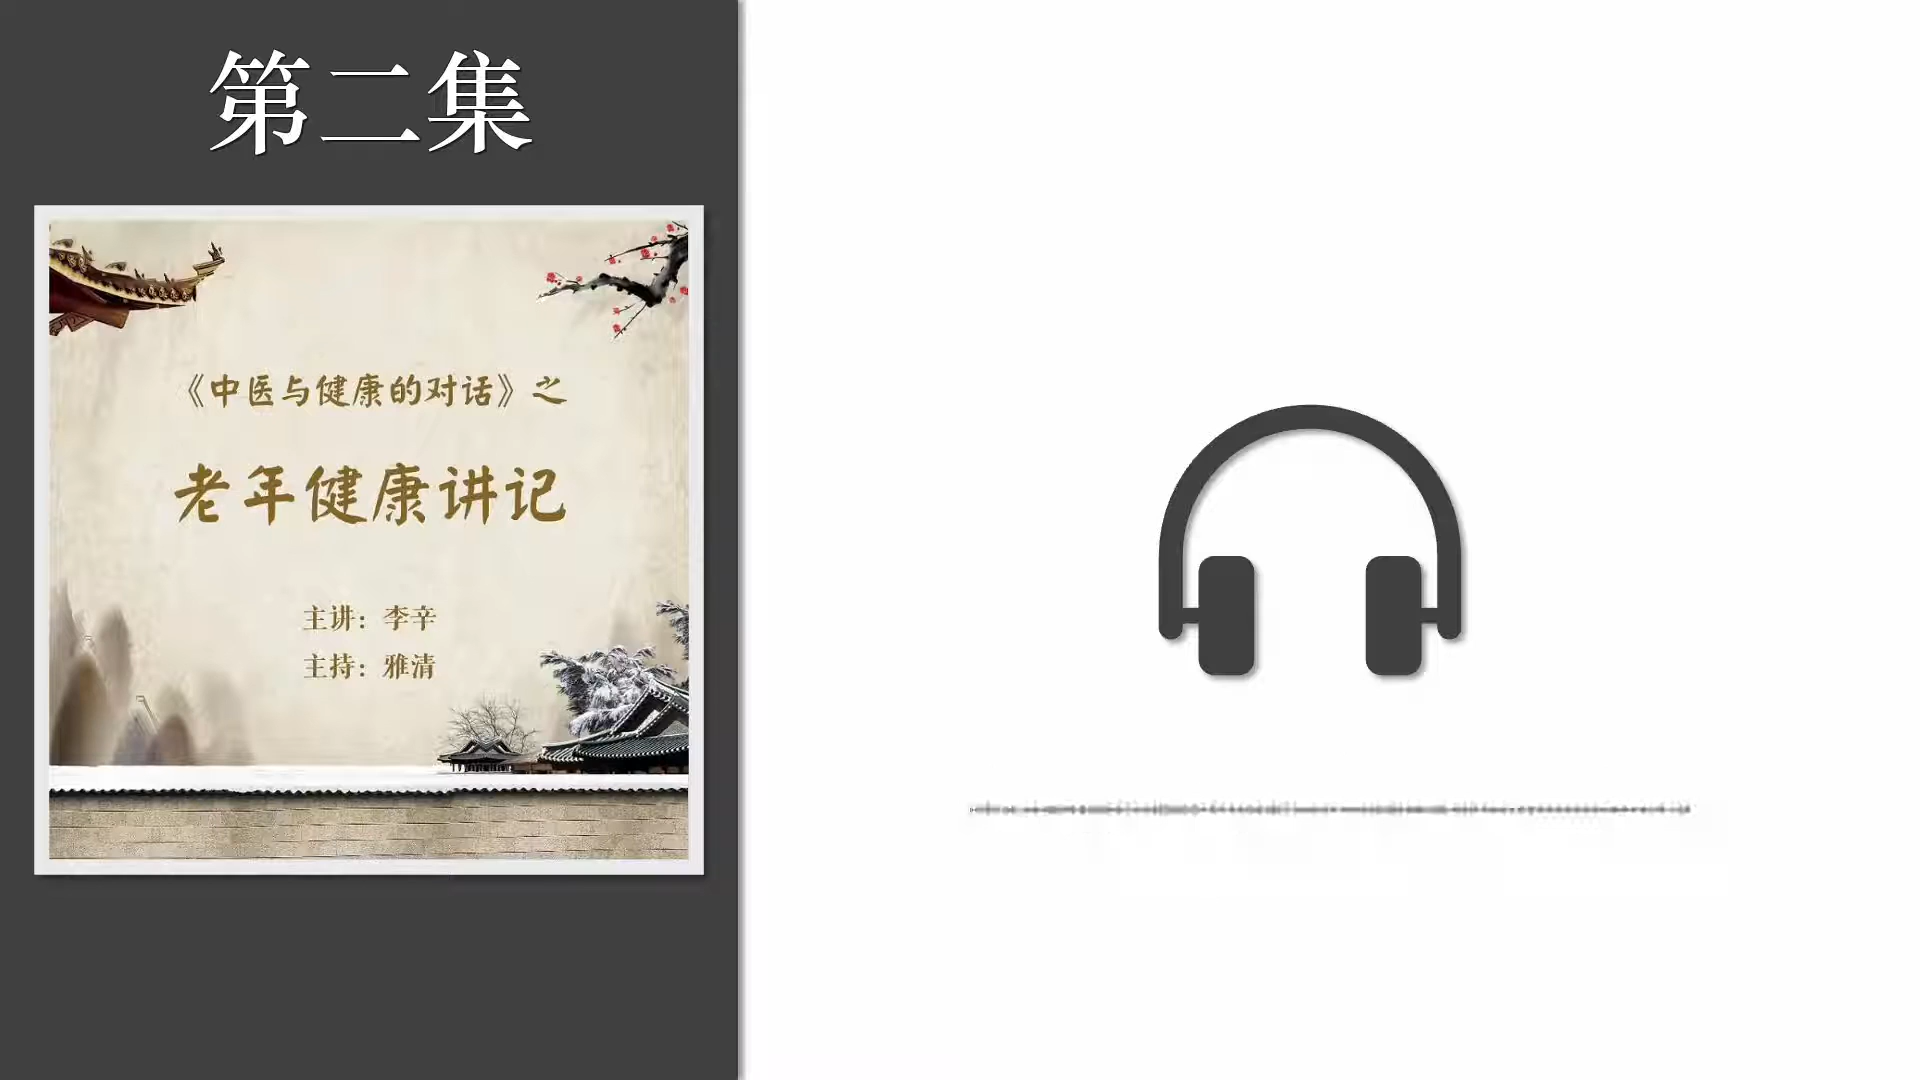 第二集
《中医与健康的对话》之
老年健康讲记
主讲：李辛
主持：雅清